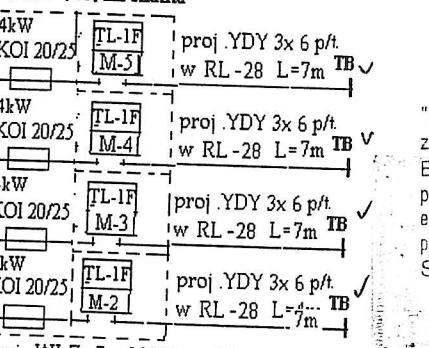 4kW TL-1F proj .YDY 3x 6 p/t.
KOI 20/25 M-5 w RL -28 L=7m TB
4kW TL-1F proj .YDY 3x 6 p/t.
KOI 20/25 M-4 w RL -28 L=7m TB
kW TL-1F proj .YDY 3x 6 p/t.
KOI 20/25 M-3 w RL -28 L=7m TB
kW TL-1F proj .YDY 3x 6 p/t.
KOI 20/25 M-2 w RL -28 L=7m TB